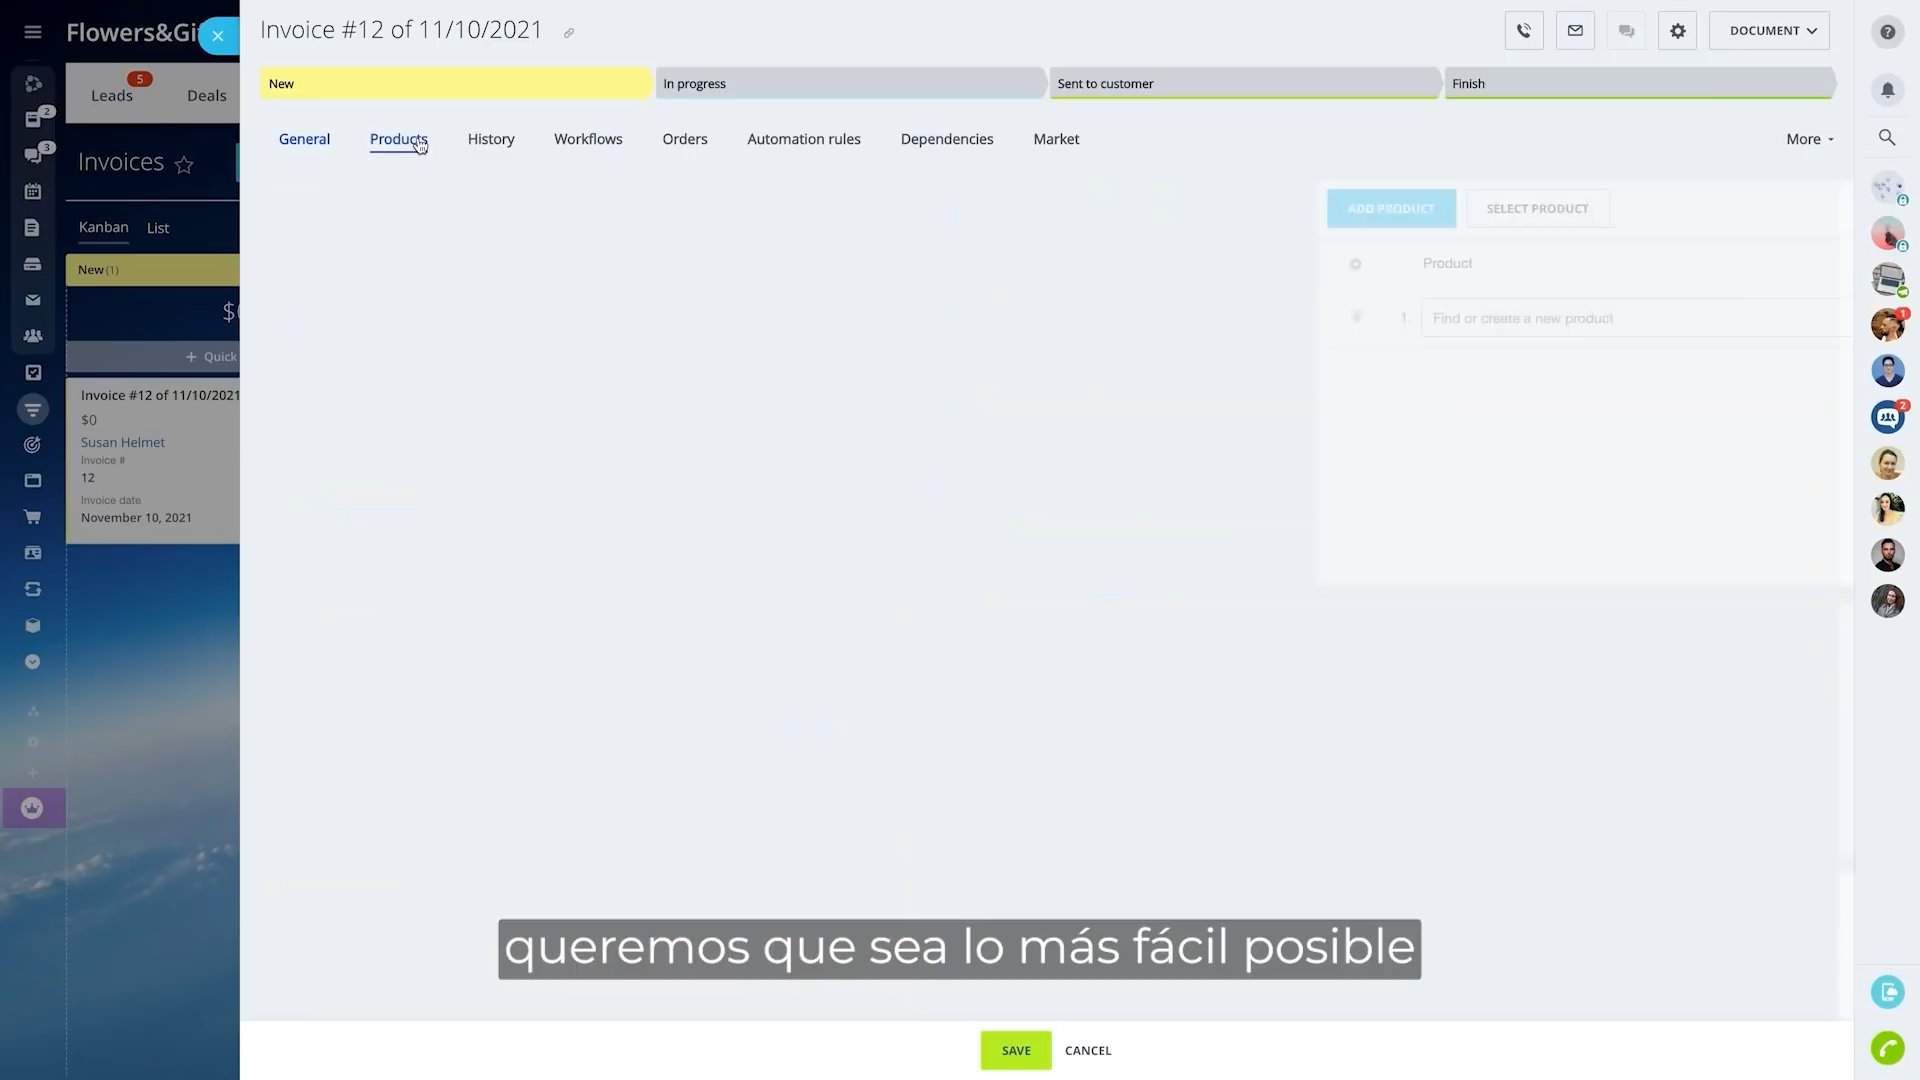 Flowers&Gi
Invoice #12 of 11/10/2021
DOCUMENT
5
Leads
Deals
New
In progress
Sent to customer
Finish
2
3
General
Products
History
Workflows
Orders
Automation rules
Dependencies
Market
More
Invoices
ADD PRODUCT
SELECT PRODUCT
Kanban
List
Product
New (1)
$0
1.
Find or create a new product
1
+ Quick
Invoice #12 of 11/10/2021
$0
Susan Helmet
Invoice #
12
Invoice date
November 10, 2021
2
queremos que sea lo más fácil posible
SAVE
CANCEL